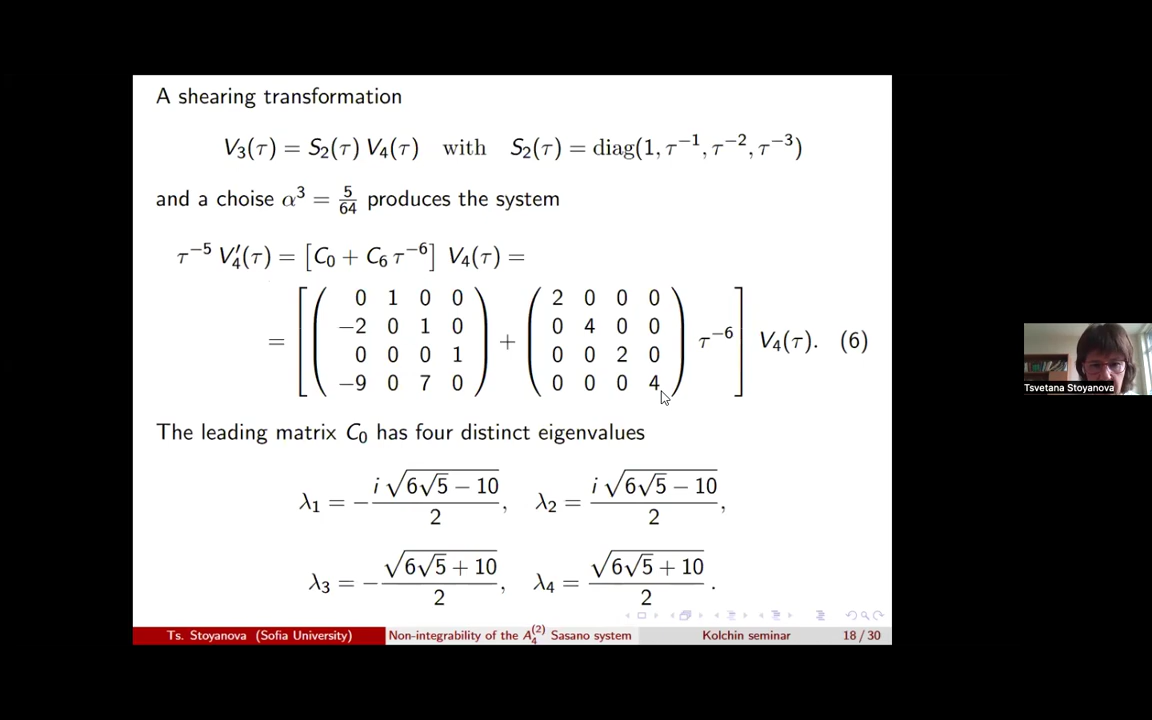 A shearing transformation
V₃(τ) = S₂(τ) V₄(τ) with S₂(τ) = diag(1, τ⁻¹, τ⁻², τ⁻³)
and a choise α³ = 5/64 produces the system
τ⁻⁵ V₄′(τ) = [C₀ + C₆ τ⁻⁶] V₄(τ) =
= [ ( 0 1 0 0
−2 0 1 0
0 0 0 1
−9 0 7 0 ) + ( 2 0 0 0
0 4 0 0
0 0 2 0
0 0 0 4 ) τ⁻⁶ ] V₄(τ). (6)
The leading matrix C₀ has four distinct eigenvalues
λ₁ = −i√(6√5 − 10)/2, λ₂ = i√(6√5 − 10)/2,
λ₃ = −√(6√5 + 10)/2, λ₄ = √(6√5 + 10)/2.
Ts. Stoyanova (Sofia University) Non-integrability of the A₄⁽²⁾ Sasano system Kolchin seminar 18 / 30
Tsvetana Stoyanova